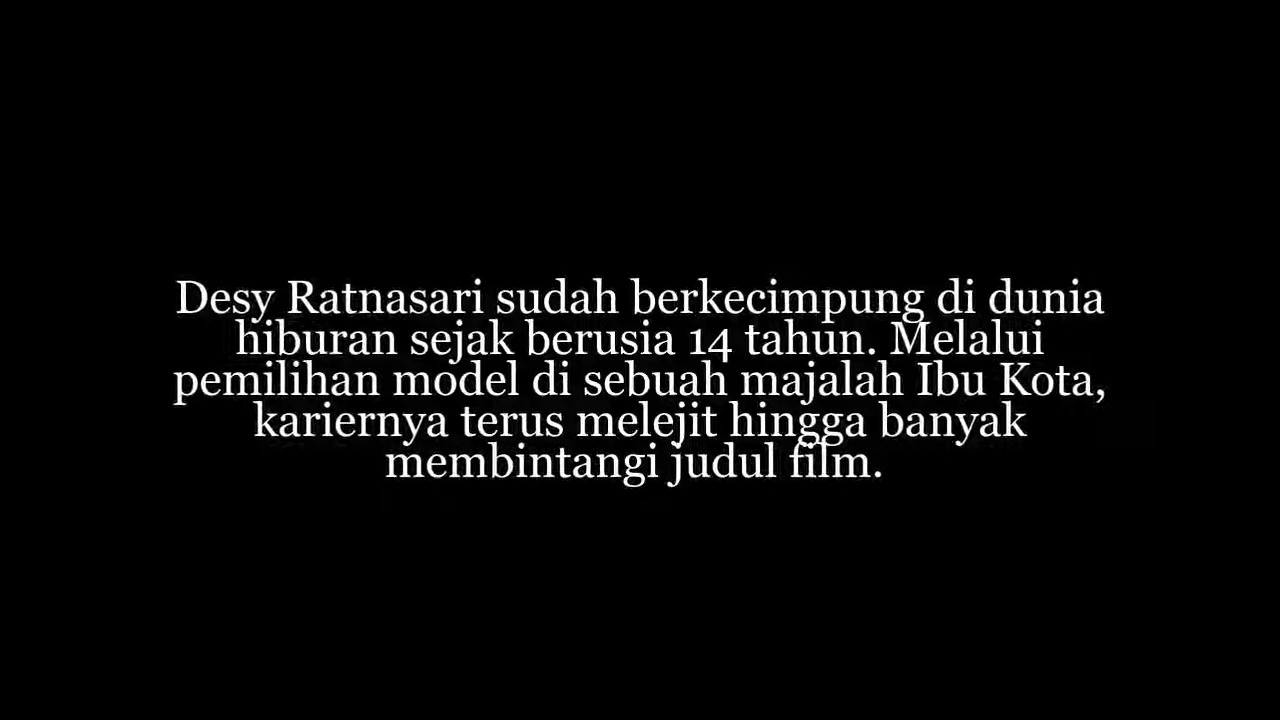 Desy Ratnasari sudah berkecimpung di dunia
hiburan sejak berusia 14 tahun. Melalui
pemilihan model di sebuah majalah Ibu Kota,
kariernya terus melejit hingga banyak
membintangi judul film.